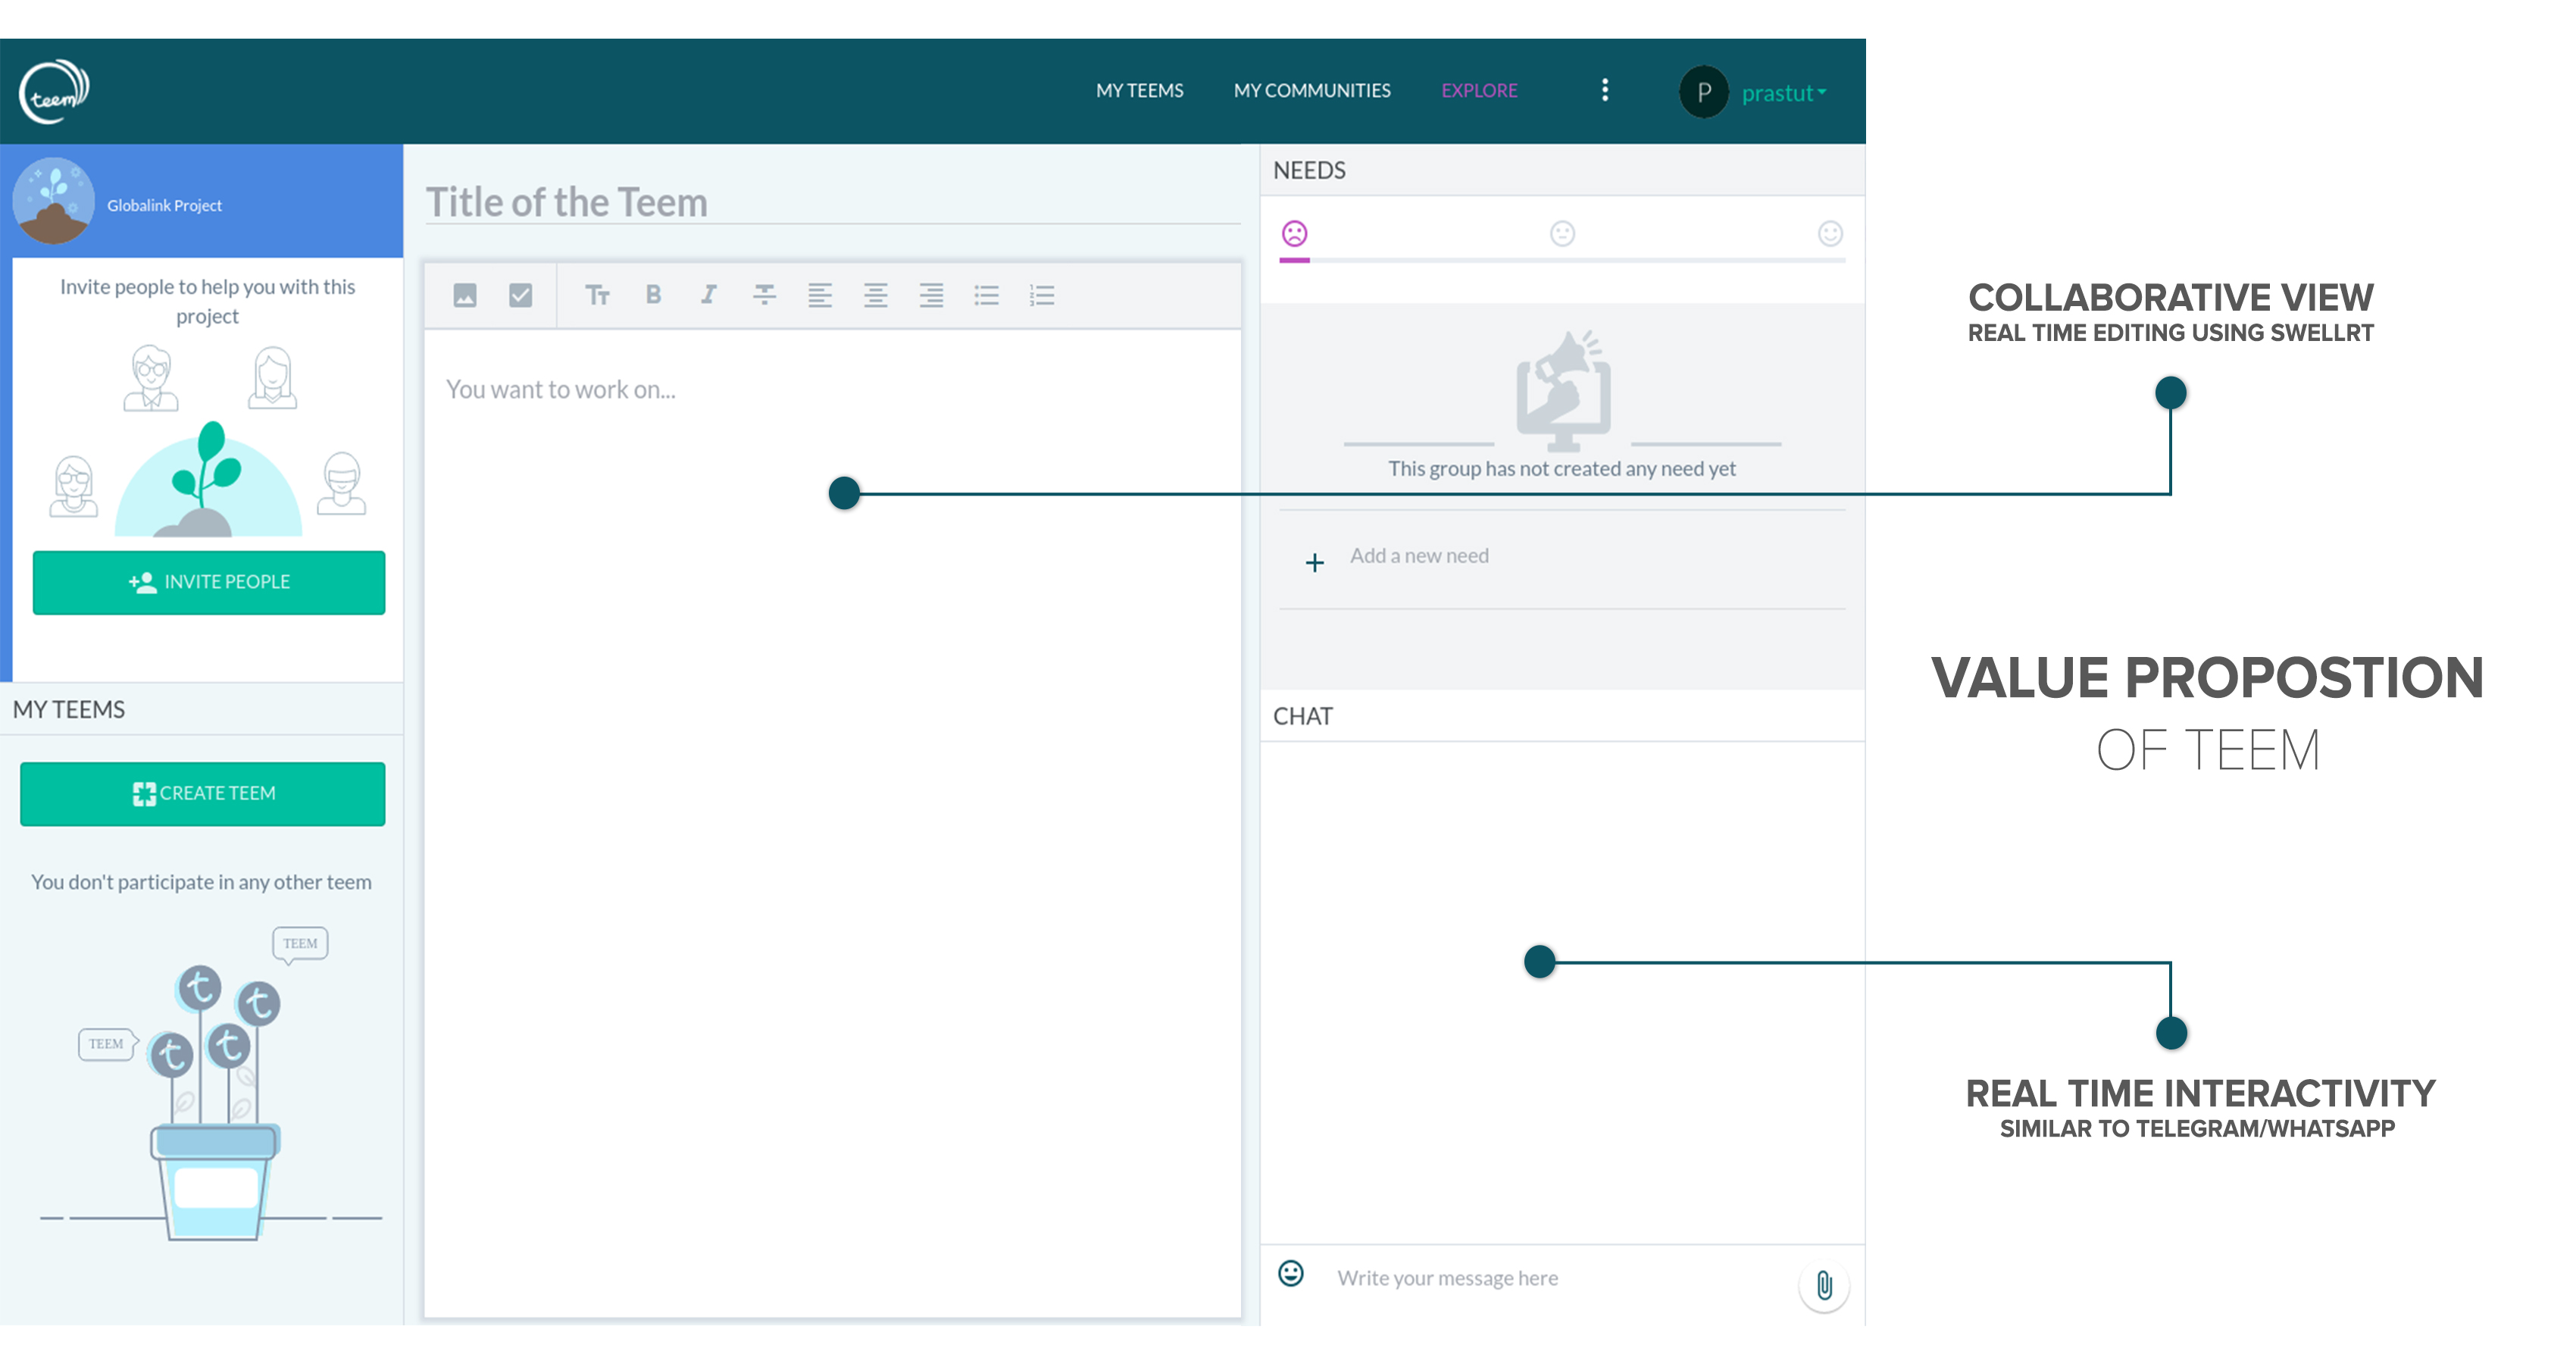 teem
MY TEEMS
MY COMMUNITIES
EXPLORE
P
prastut
Globalink Project
Invite people to help you with this
project
INVITE PEOPLE
MY TEEMS
CREATE TEEM
You don't participate in any other teem
TEEM
TEEM
t
t
t
t
Title of the Teem
TT B I T
You want to work on...
NEEDS
This group has not created any need yet
+ Add a new need
CHAT
Write your message here
COLLABORATIVE VIEW
REAL TIME EDITING USING SWELLRT
VALUE PROPOSTION
OF TEEM
REAL TIME INTERACTIVITY
SIMILAR TO TELEGRAM/WHATSAPP